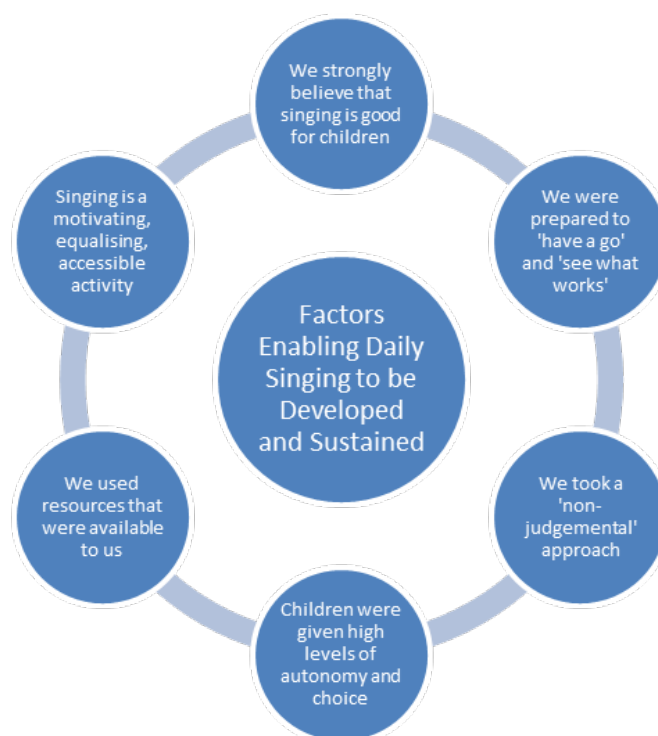 We strongly
believe that
singing is good
for children
We were
prepared to
'have a go'
and 'see what
works'
We took a
'non-
judgemental'
approach
Children were
given high
levels of
autonomy and
choice
We used
resources that
were available
to us
Singing is a
motivating,
equalising,
accessible
activity
Factors
Enabling Daily
Singing to be
Developed
and Sustained